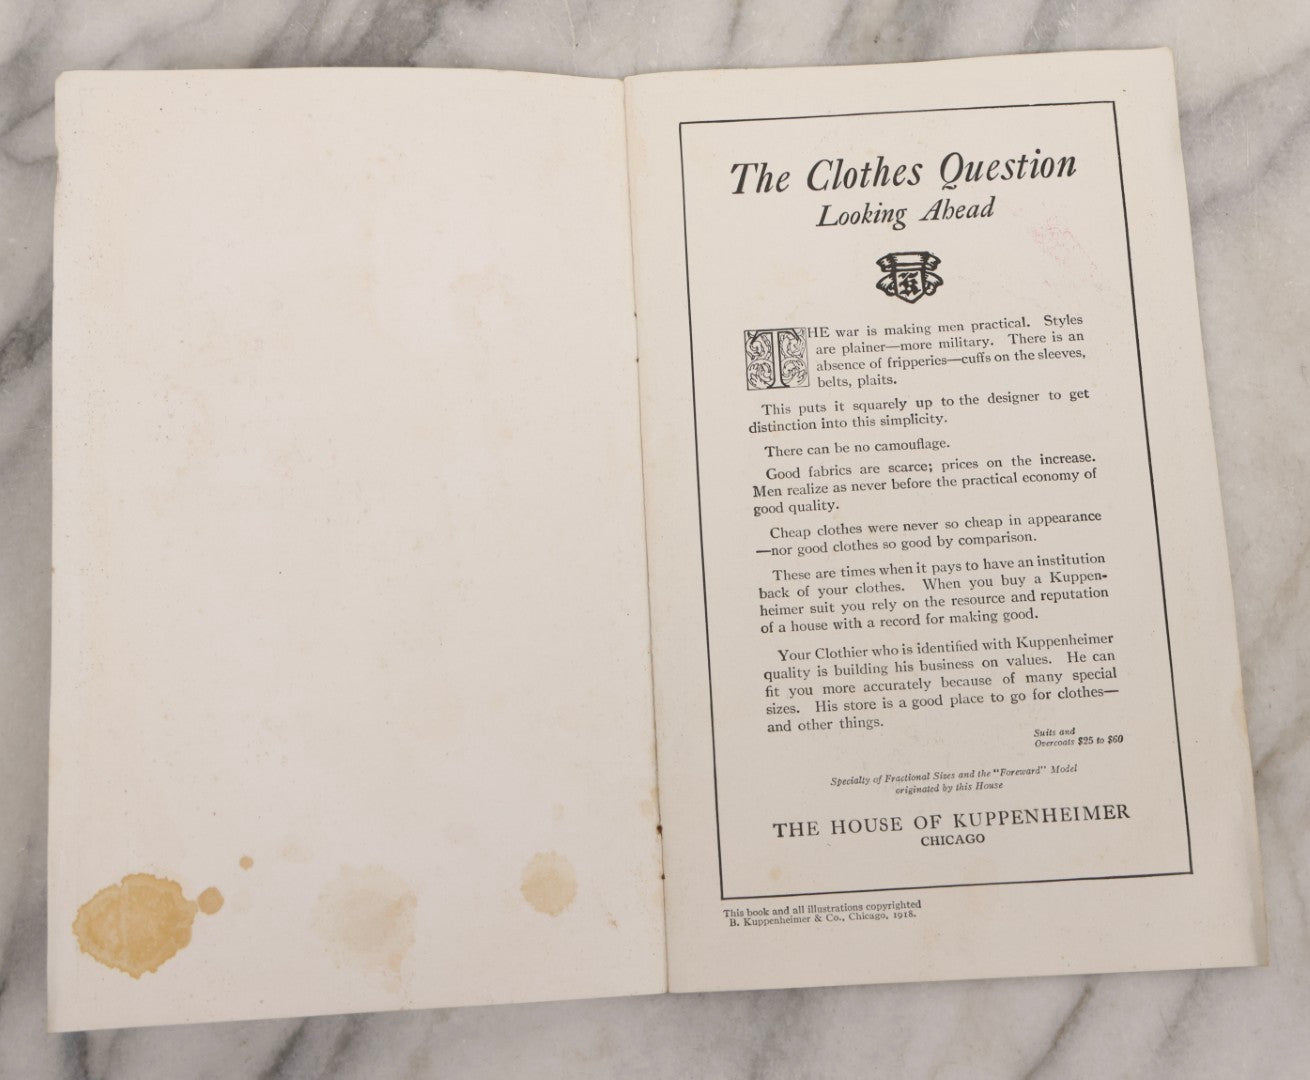 The Clothes Question
Looking Ahead
K
THE war is making men practical. Styles
are plainer—more military. There is an
absence of fripperies—cuffs on the sleeves,
belts, plaits.
This puts it squarely up to the designer to get
distinction into this simplicity.
There can be no camouflage.
Good fabrics are scarce; prices on the increase.
Men realize as never before the practical economy of
good quality.
Cheap clothes were never so cheap in appearance
—nor good clothes so good by comparison.
These are times when it pays to have an institution
back of your clothes. When you buy a Kuppen-
heimer suit you rely on the resource and reputation
of a house with a record for making good.
Your Clothier who is identified with Kuppenheimer
quality is building his business on values. He can
fit you more accurately because of many special
sizes. His store is a good place to go for clothes—
and other things.
Suits and
Overcoats $25 to $60
Specialty of Fractional Sizes and the "Foreward" Model
originated by this House
THE HOUSE OF KUPPENHEIMER
CHICAGO
This book and all illustrations copyrighted
B. Kuppenheimer & Co., Chicago, 1918.